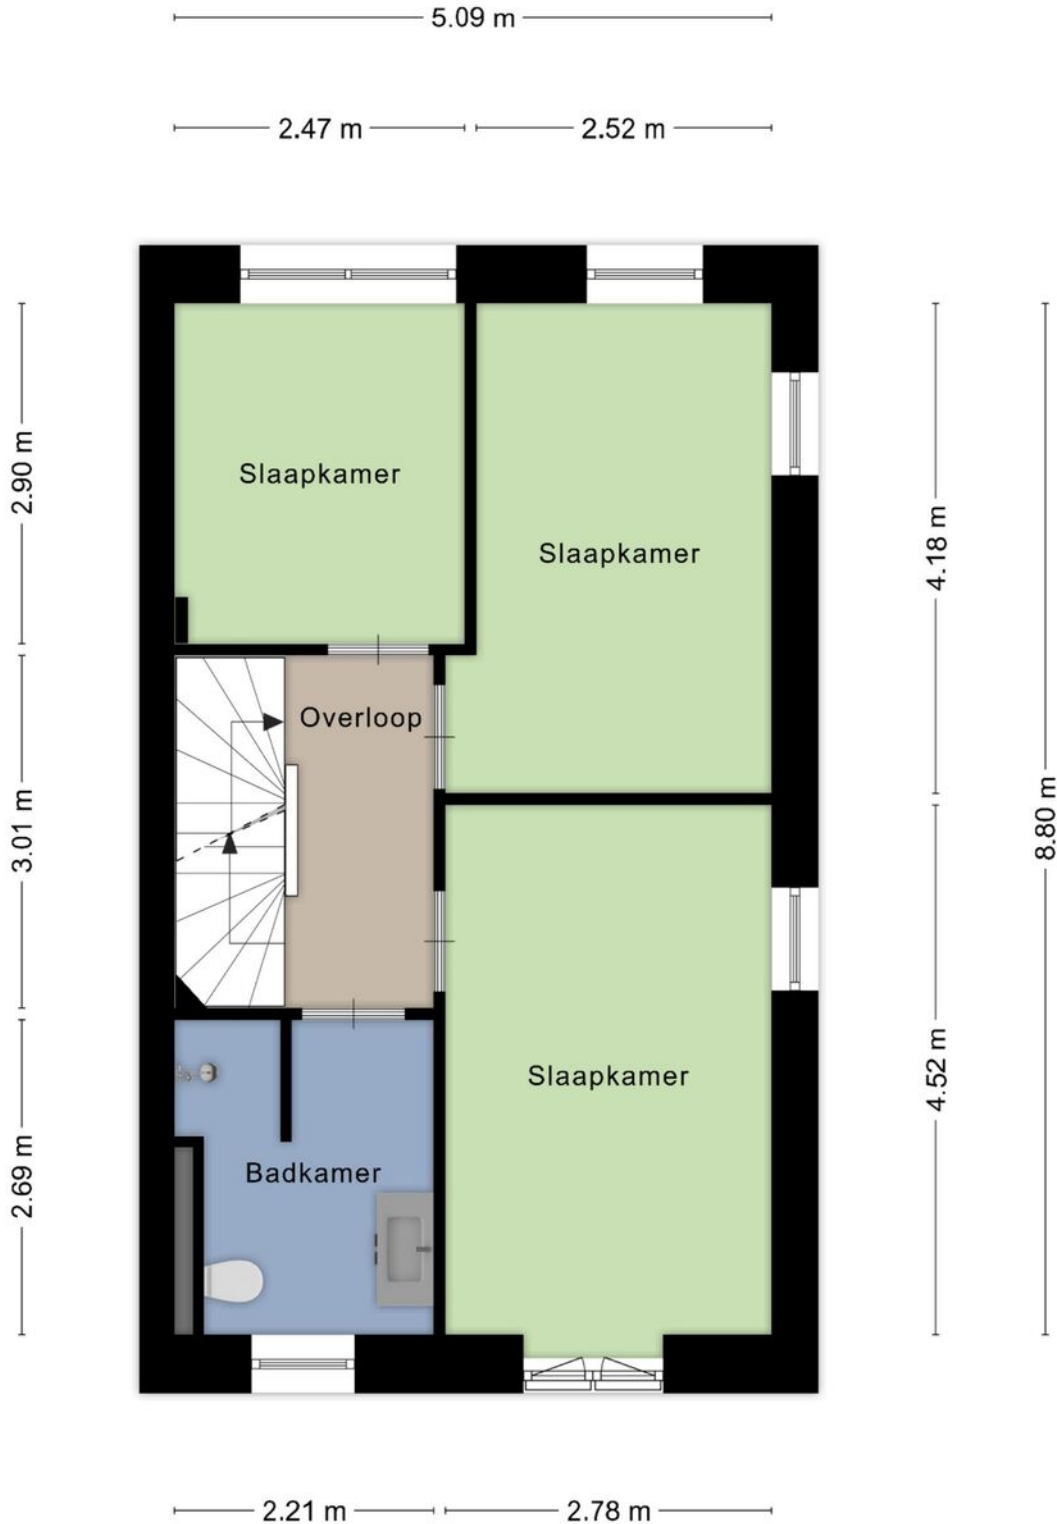 5.09 m
2.47 m
2.52 m
2.90 m
Slaapkamer
Slaapkamer
4.18 m
8.80 m
Overloop
3.01 m
Slaapkamer
4.52 m
2.69 m
Badkamer
2.21 m
2.78 m